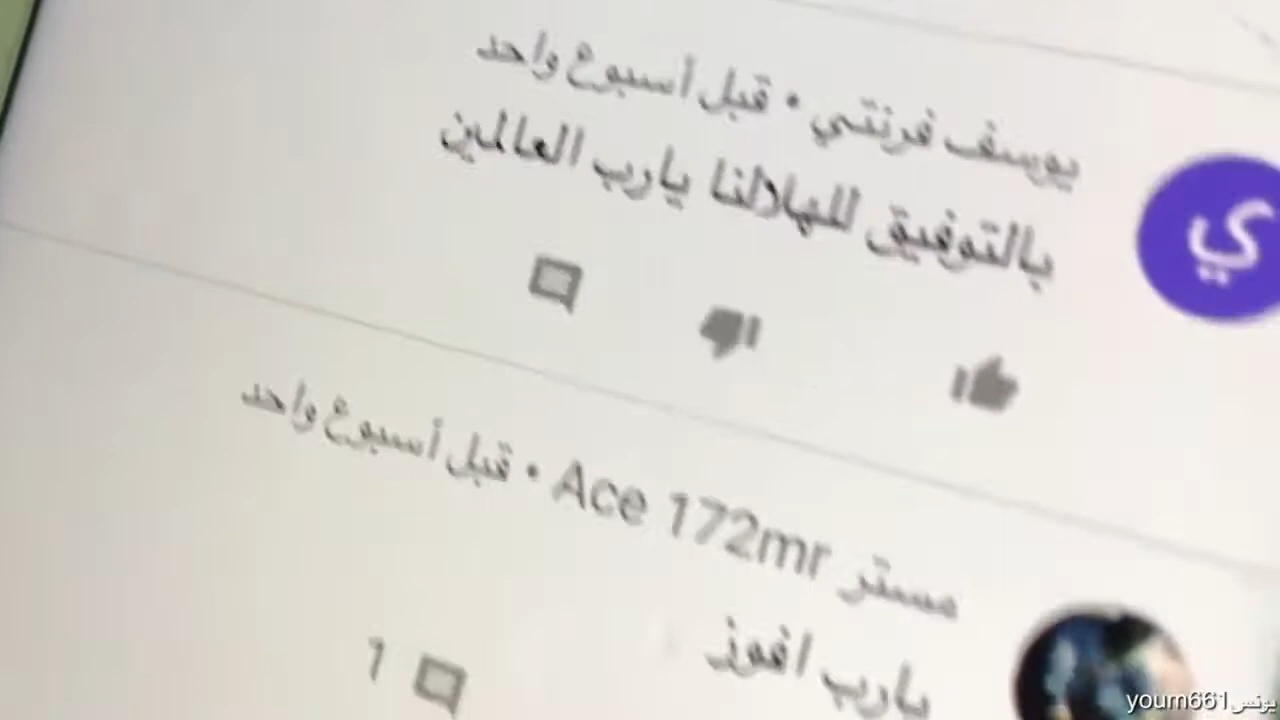 يوسف فرنتي • قبل أسبوع واحد
بالتوفيق للهلالنا يارب العالمين
ي
مستر Ace 172mr • قبل أسبوع واحد
يارب افوز
1
يونس yourn661